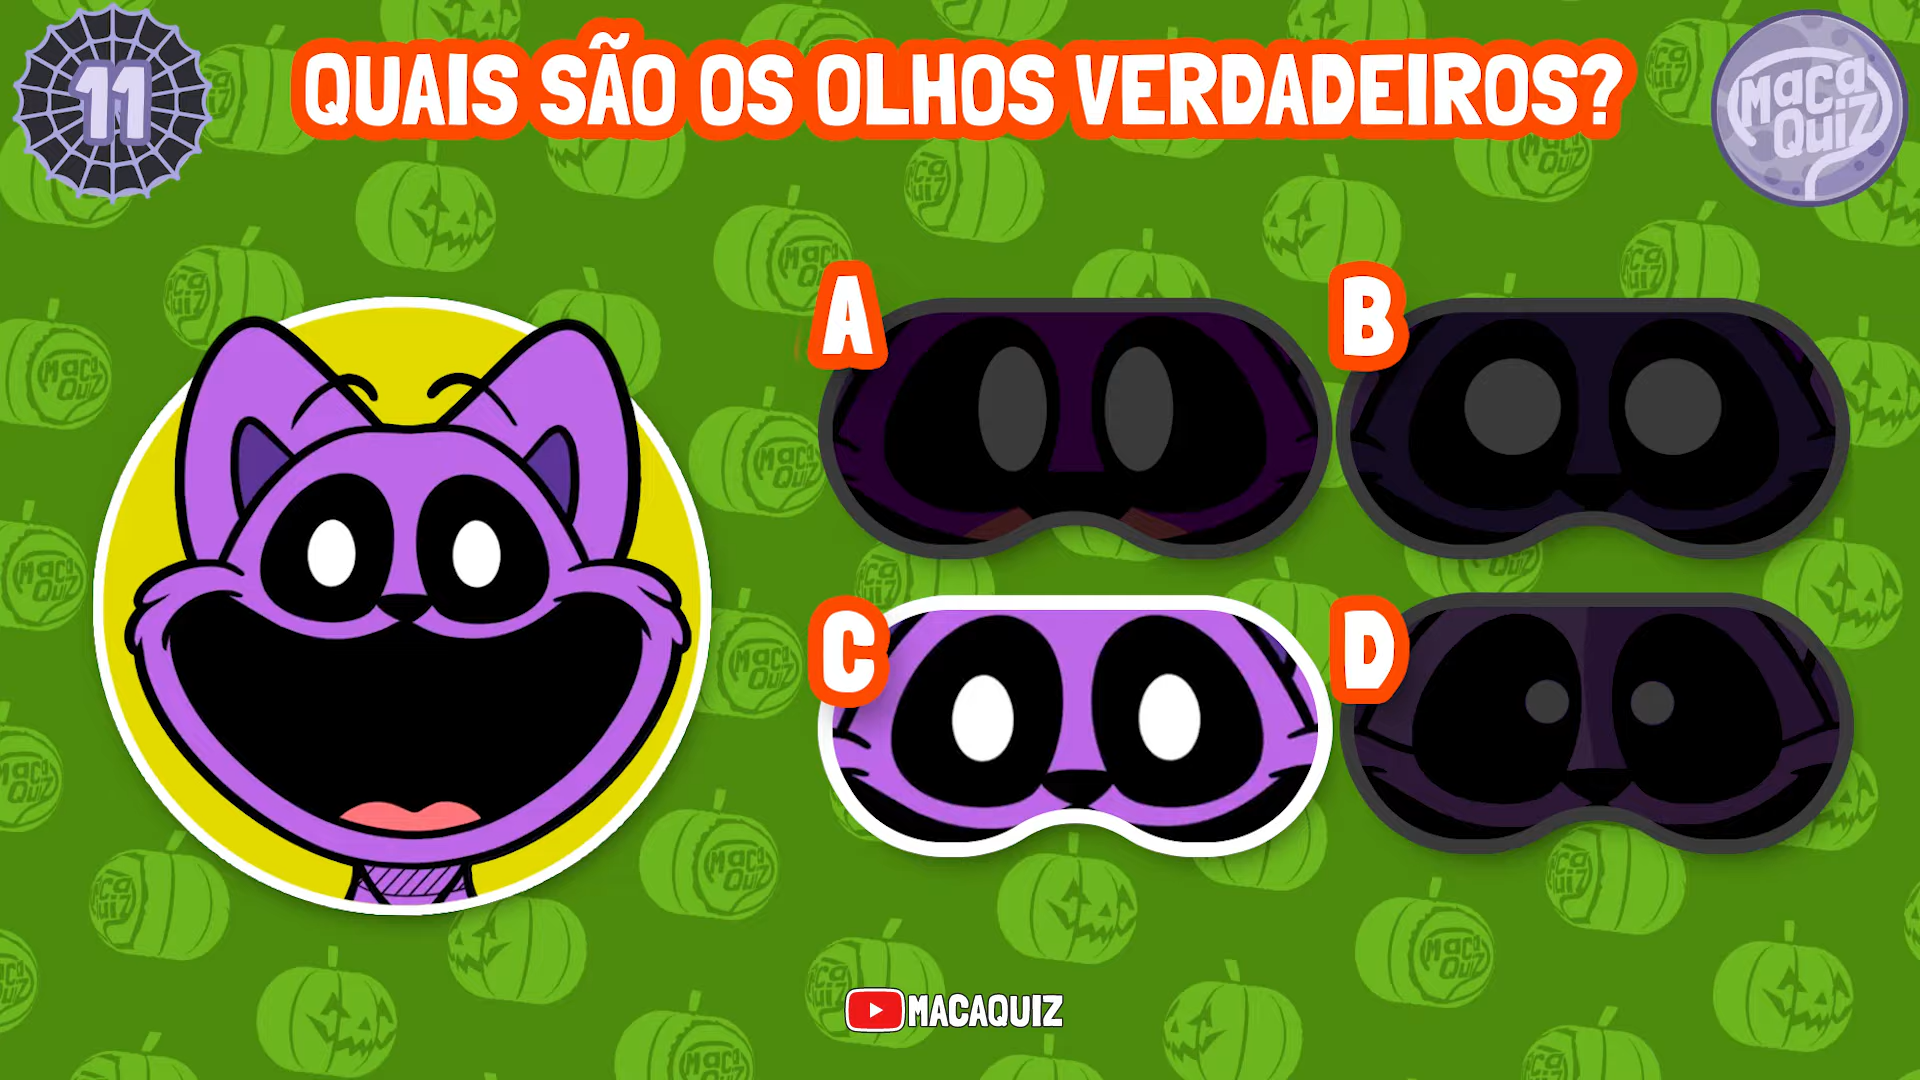 11
QUAIS SÃO OS OLHOS VERDADEIROS?
MACA
QUIZ
A
B
C
D
MACAQUIZ